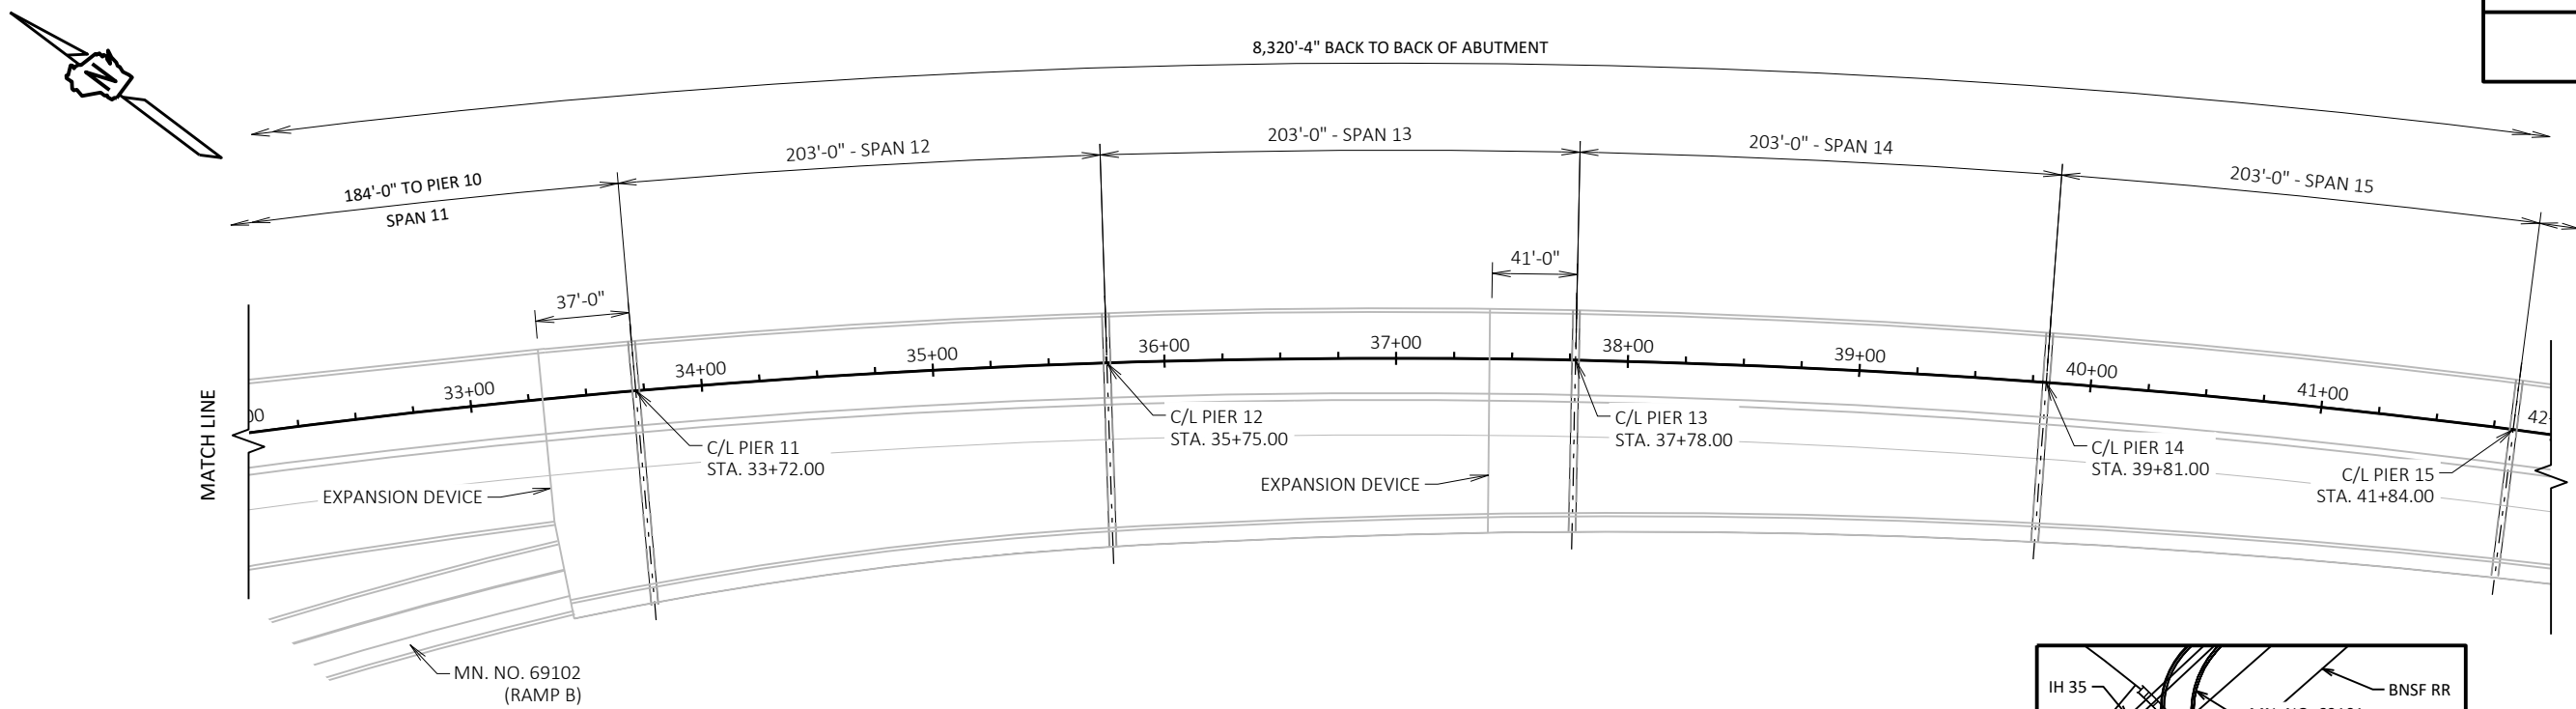 8,320'-4" BACK TO BACK OF ABUTMENT
N
184'-0" TO PIER 10
SPAN 11
203'-0" - SPAN 12
203'-0" - SPAN 13
203'-0" - SPAN 14
203'-0" - SPAN 15
37'-0"
41'-0"
MATCH LINE
33+00
34+00
35+00
36+00
37+00
38+00
39+00
40+00
41+00
C/L PIER 11
STA. 33+72.00
C/L PIER 12
STA. 35+75.00
C/L PIER 13
STA. 37+78.00
C/L PIER 14
STA. 39+81.00
C/L PIER 15
STA. 41+84.00
EXPANSION DEVICE
EXPANSION DEVICE
MN. NO. 69102
(RAMP B)
IH 35
BNSF RR